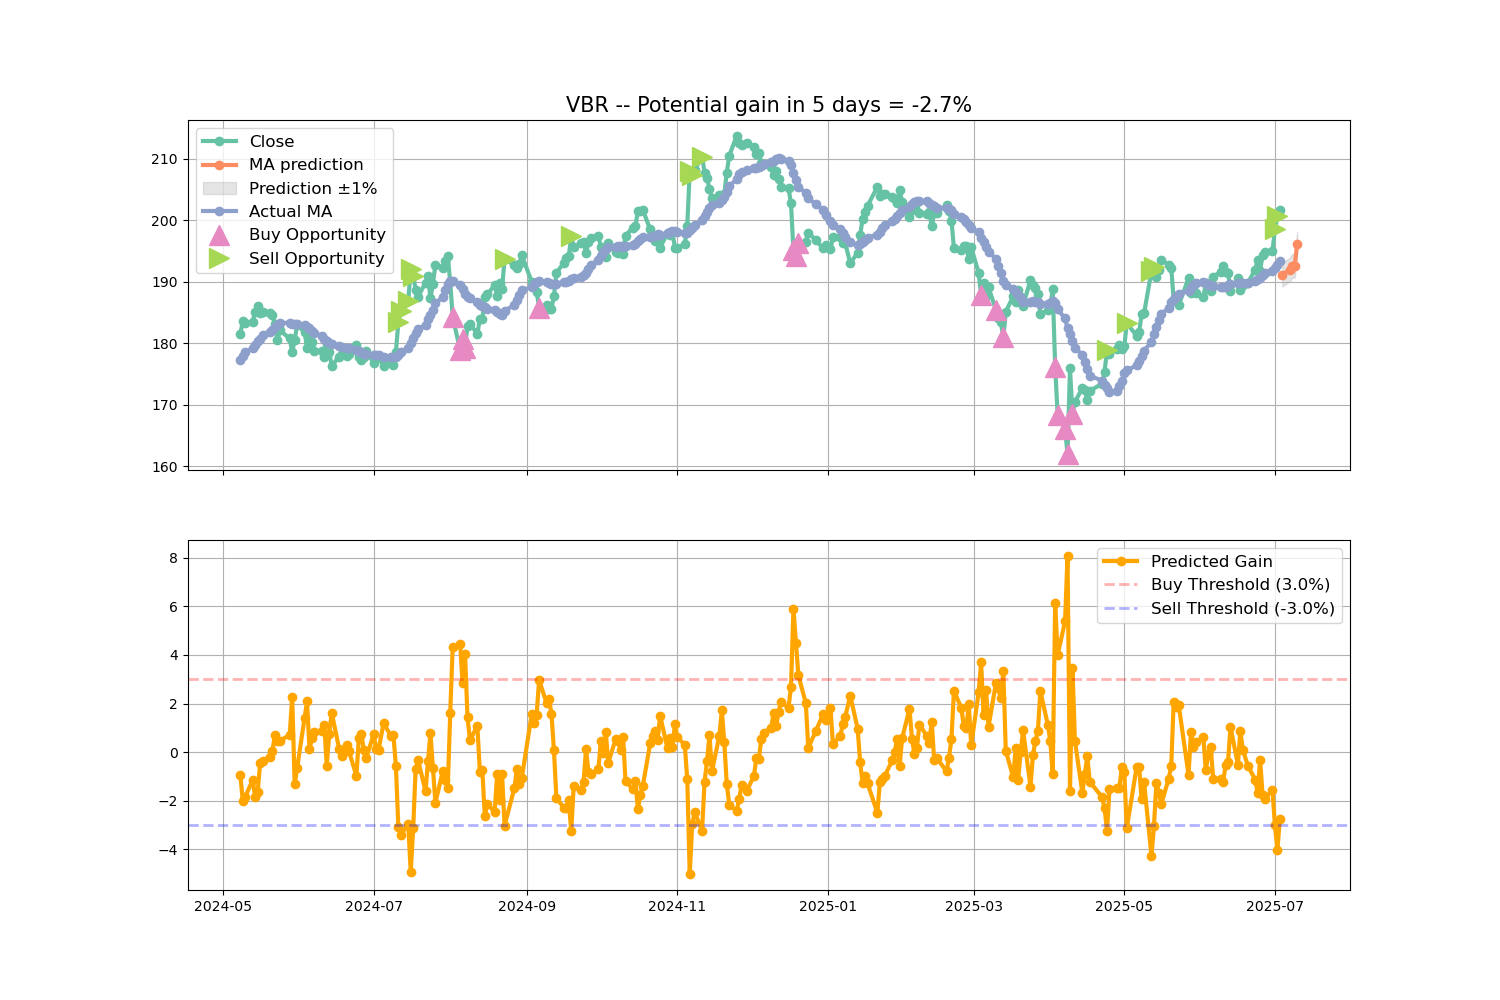 VBR -- Potential gain in 5 days = -2.7%
Close
MA prediction
Prediction ±1%
Actual MA
Buy Opportunity
Sell Opportunity
210
200
190
180
170
160
Predicted Gain
Buy Threshold (3.0%)
Sell Threshold (-3.0%)
8
6
4
2
0
−2
−4
2024-05 2024-07 2024-09 2024-11 2025-01 2025-03 2025-05 2025-07